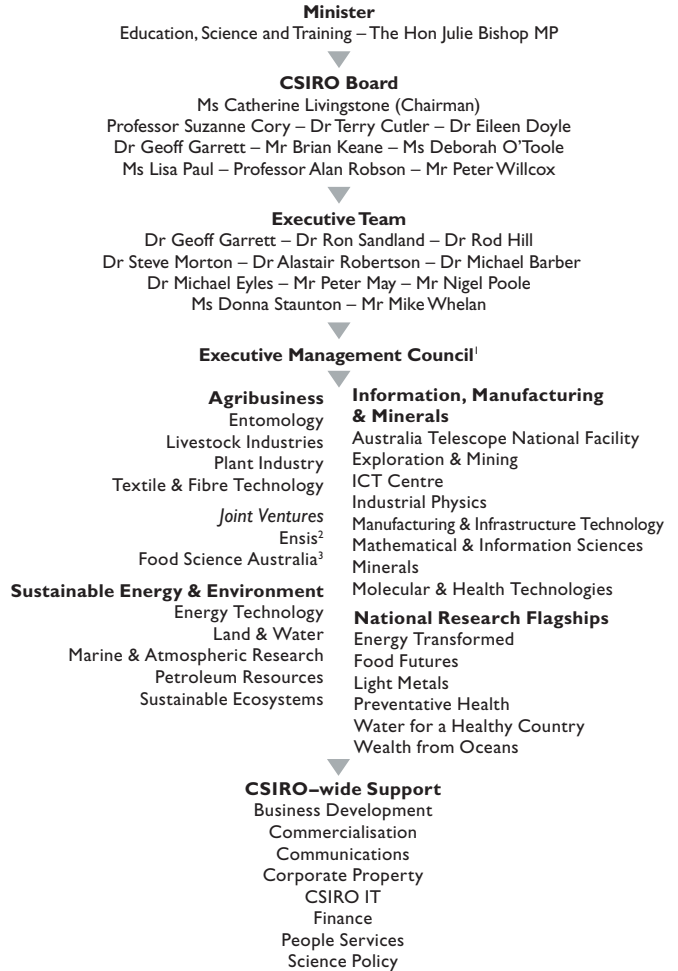 Minister
Education, Science and Training – The Hon Julie Bishop MP
CSIRO Board
Ms Catherine Livingstone (Chairman)
Professor Suzanne Cory – Dr Terry Cutler – Dr Eileen Doyle
Dr Geoff Garrett – Mr Brian Keane – Ms Deborah O'Toole
Ms Lisa Paul – Professor Alan Robson – Mr Peter Willcox
Executive Team
Dr Geoff Garrett – Dr Ron Sandland – Dr Rod Hill
Dr Steve Morton – Dr Alastair Robertson – Dr Michael Barber
Dr Michael Eyles – Mr Peter May – Mr Nigel Poole
Ms Donna Staunton – Mr Mike Whelan
Executive Management Council¹
Agribusiness
Entomology
Livestock Industries
Plant Industry
Textile & Fibre Technology
Joint Ventures
Ensis²
Food Science Australia³
Sustainable Energy & Environment
Energy Technology
Land & Water
Marine & Atmospheric Research
Petroleum Resources
Sustainable Ecosystems
Information, Manufacturing
& Minerals
Australia Telescope National Facility
Exploration & Mining
ICT Centre
Industrial Physics
Manufacturing & Infrastructure Technology
Mathematical & Information Sciences
Minerals
Molecular & Health Technologies
National Research Flagships
Energy Transformed
Food Futures
Light Metals
Preventative Health
Water for a Healthy Country
Wealth from Oceans
CSIRO–wide Support
Business Development
Commercialisation
Communications
Corporate Property
CSIRO IT
Finance
People Services
Science Policy